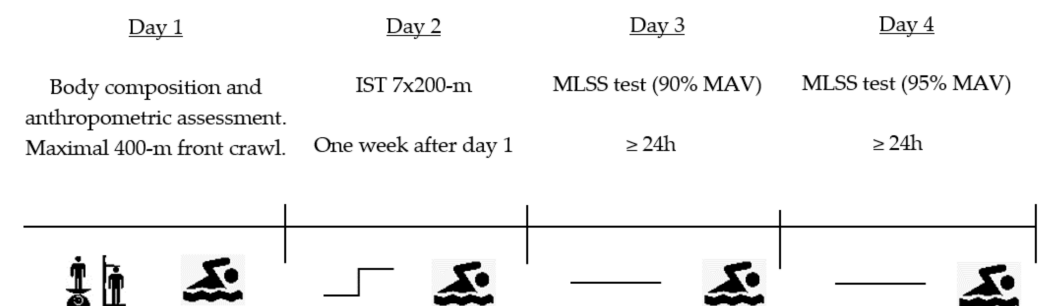 Day 1
Body composition and
anthropometric assessment.
Maximal 400-m front crawl.
Day 2
IST 7x200-m
One week after day 1
Day 3
MLSS test (90% MAV)
≥ 24h
Day 4
MLSS test (95% MAV)
≥ 24h